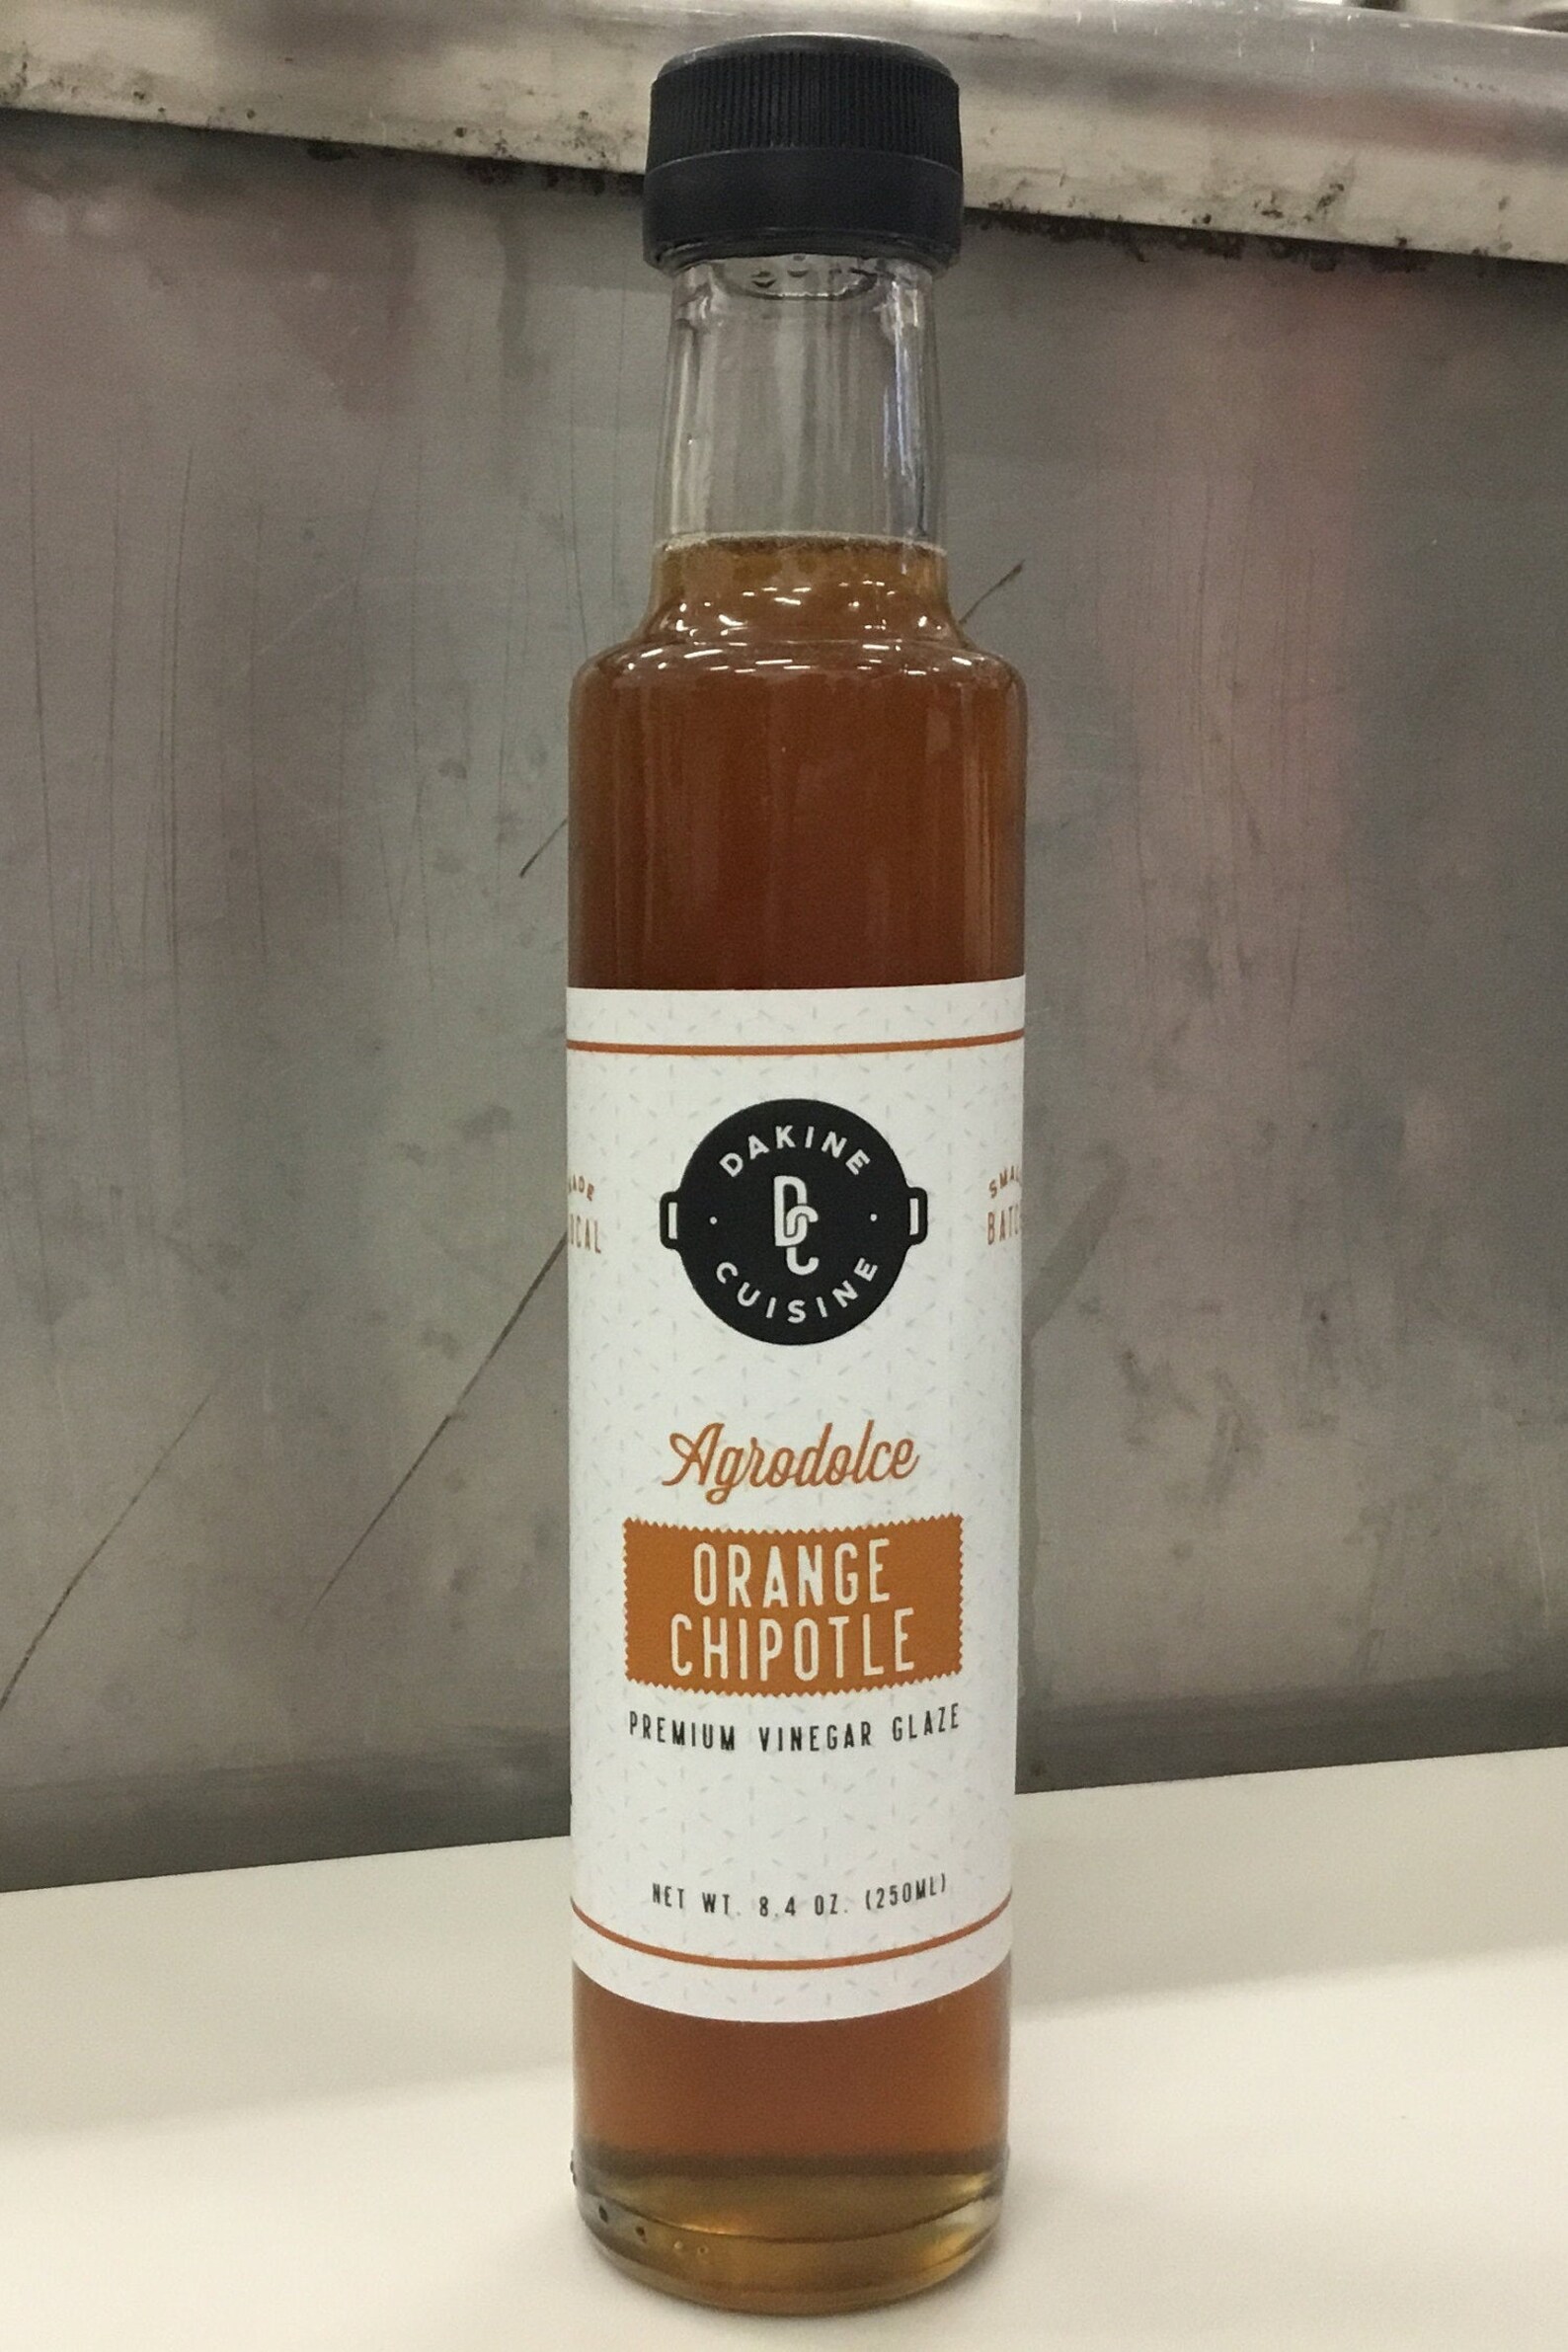 DAKINE
DC
CUISINE
Agrodolce
ORANGE
CHIPOTLE
PREMIUM VINEGAR GLAZE
NET WT. 8.4 OZ. (250ML)